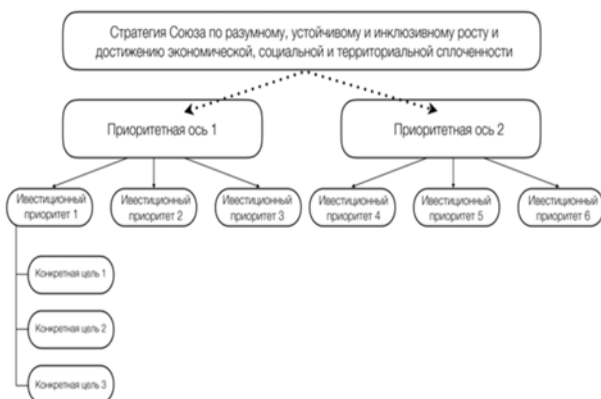 Стратегия Союза по разумному, устойчивому и инклюзивному росту и
достижению экономической, социальной и территориальной сплоченности
Приоритетная ось 1
Приоритетная ось 2
Ивестиционный
приоритет 1
Ивестиционный
приоритет 2
Ивестиционный
приоритет 3
Ивестиционный
приоритет 4
Ивестиционный
приоритет 5
Ивестиционный
приоритет 6
Конкретная цель 1
Конкретная цель 2
Конкретная цель 3